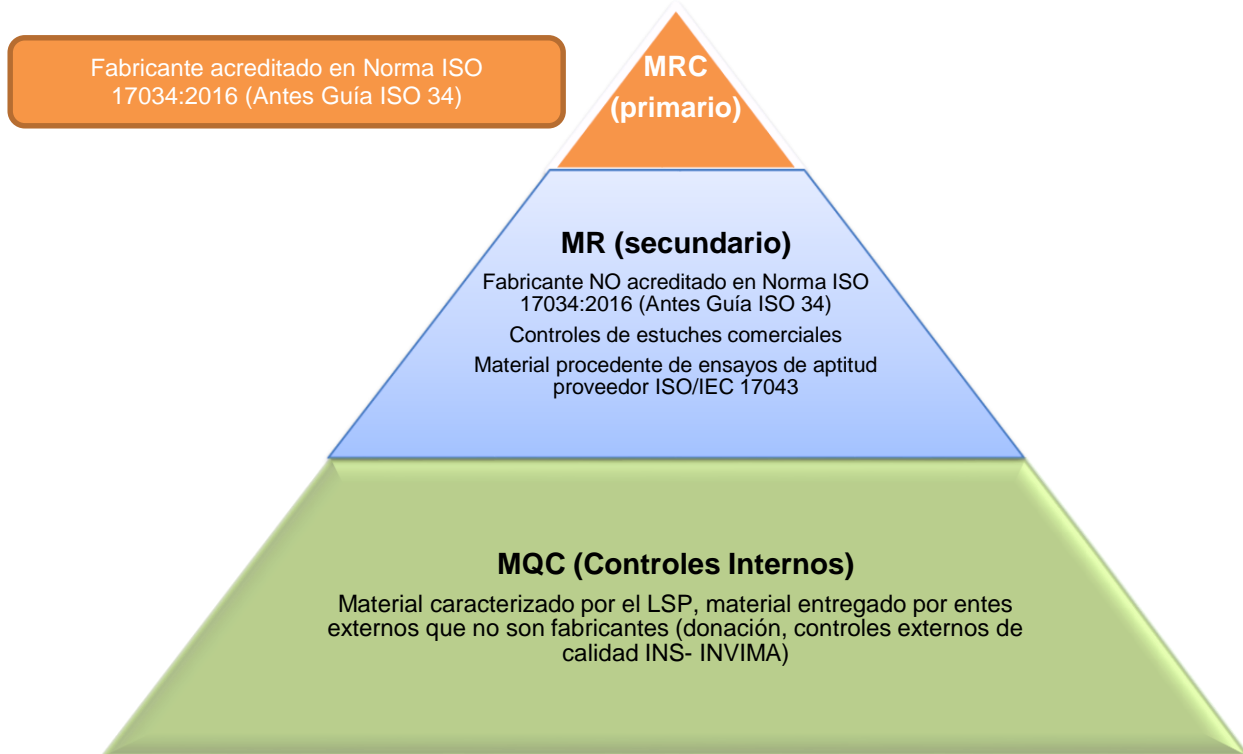 Fabricante acreditado en Norma ISO
17034:2016 (Antes Guía ISO 34)
MRC
(primario)
MR (secundario)
Fabricante NO acreditado en Norma ISO
17034:2016 (Antes Guía ISO 34)
Controles de estuches comerciales
Material procedente de ensayos de aptitud
proveedor ISO/IEC 17043
MQC (Controles Internos)
Material caracterizado por el LSP, material entregado por entes
externos que no son fabricantes (donación, controles externos de
calidad INS- INVIMA)